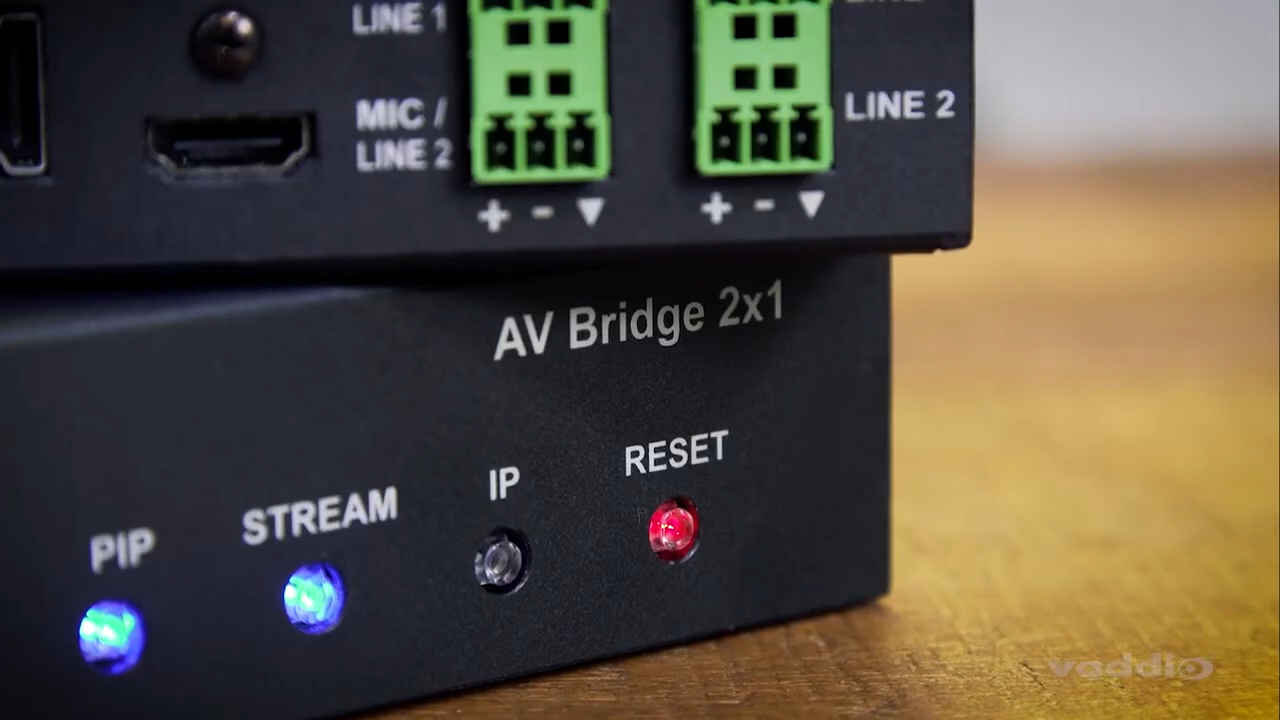 LINE 1
MIC /
LINE 2
LINE 2
+ - ▼
+ - ▼
AV Bridge 2x1
PIP
STREAM
IP
RESET
vaddio